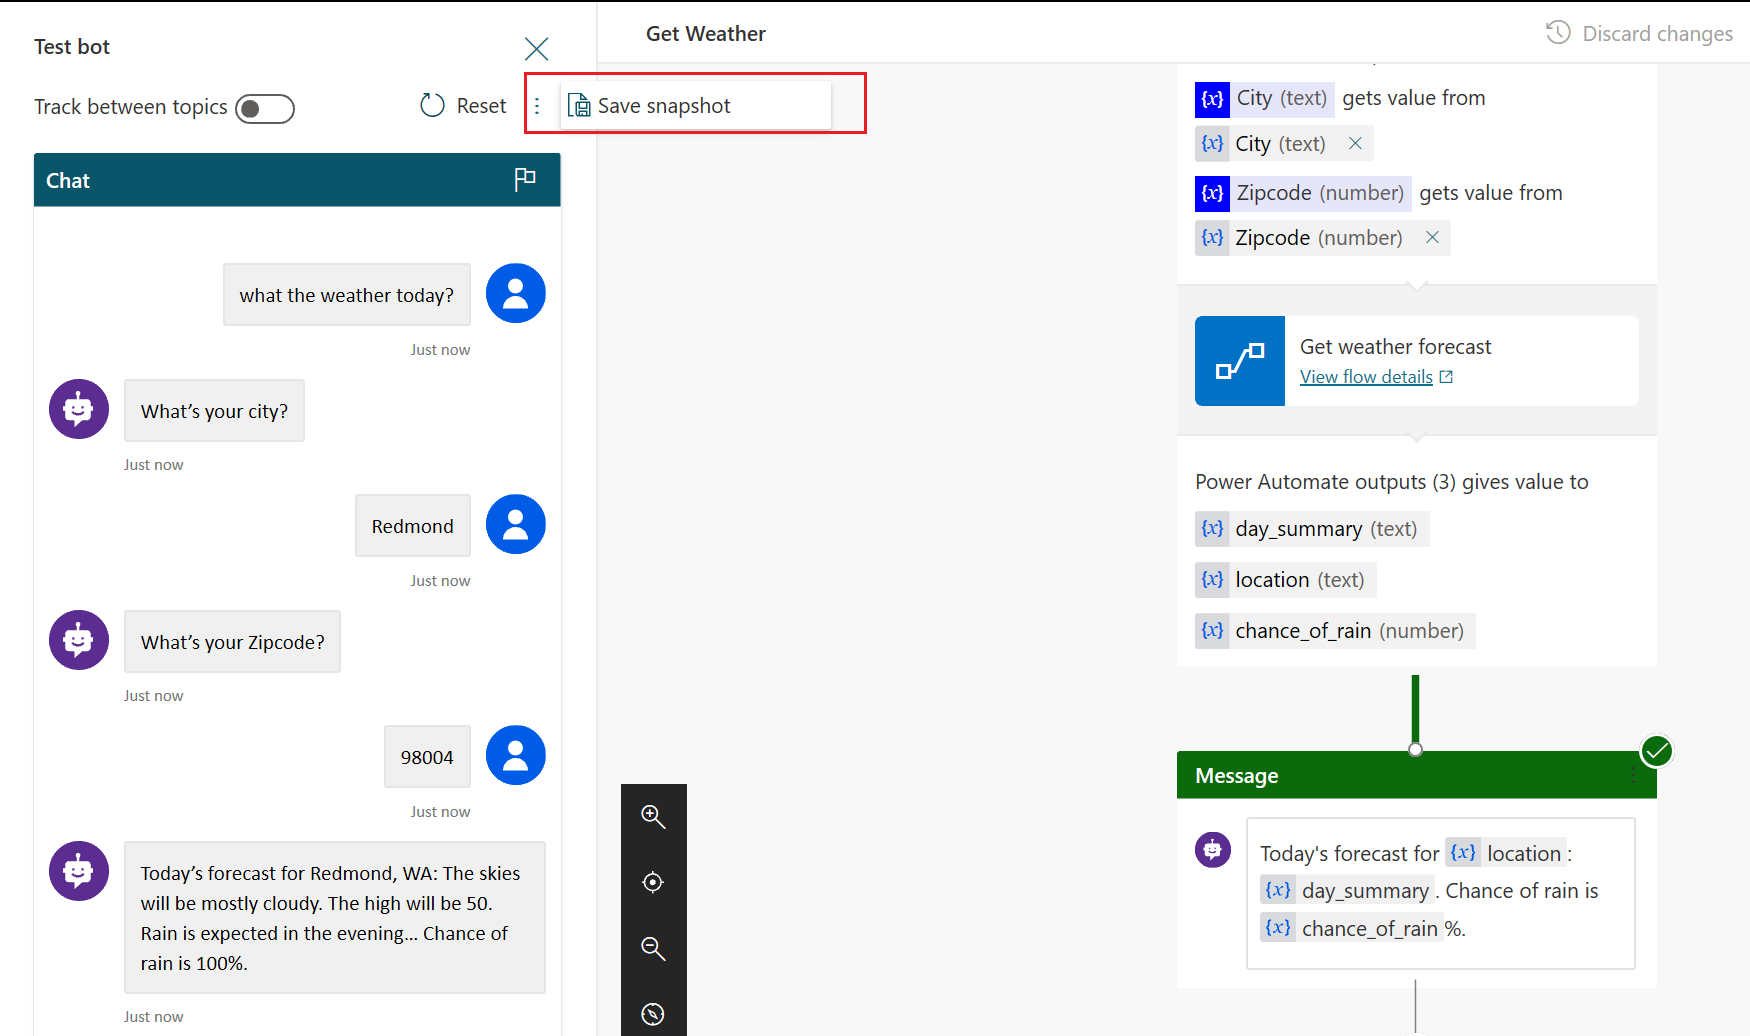 Test bot
Track between topics
Reset
Save snapshot
Chat
what the weather today?
Just now
What’s your city?
Just now
Redmond
Just now
What’s your Zipcode?
Just now
98004
Just now
Today’s forecast for Redmond, WA: The skies
will be mostly cloudy. The high will be 50.
Rain is expected in the evening... Chance of
rain is 100%.
Just now
Get Weather
Discard changes
{x} City (text) gets value from
{x} City (text)
{x} Zipcode (number) gets value from
{x} Zipcode (number)
Get weather forecast
View flow details
Power Automate outputs (3) gives value to
{x} day_summary (text)
{x} location (text)
{x} chance_of_rain (number)
Message
Today's forecast for {x} location :
{x} day_summary . Chance of rain is
{x} chance_of_rain %.